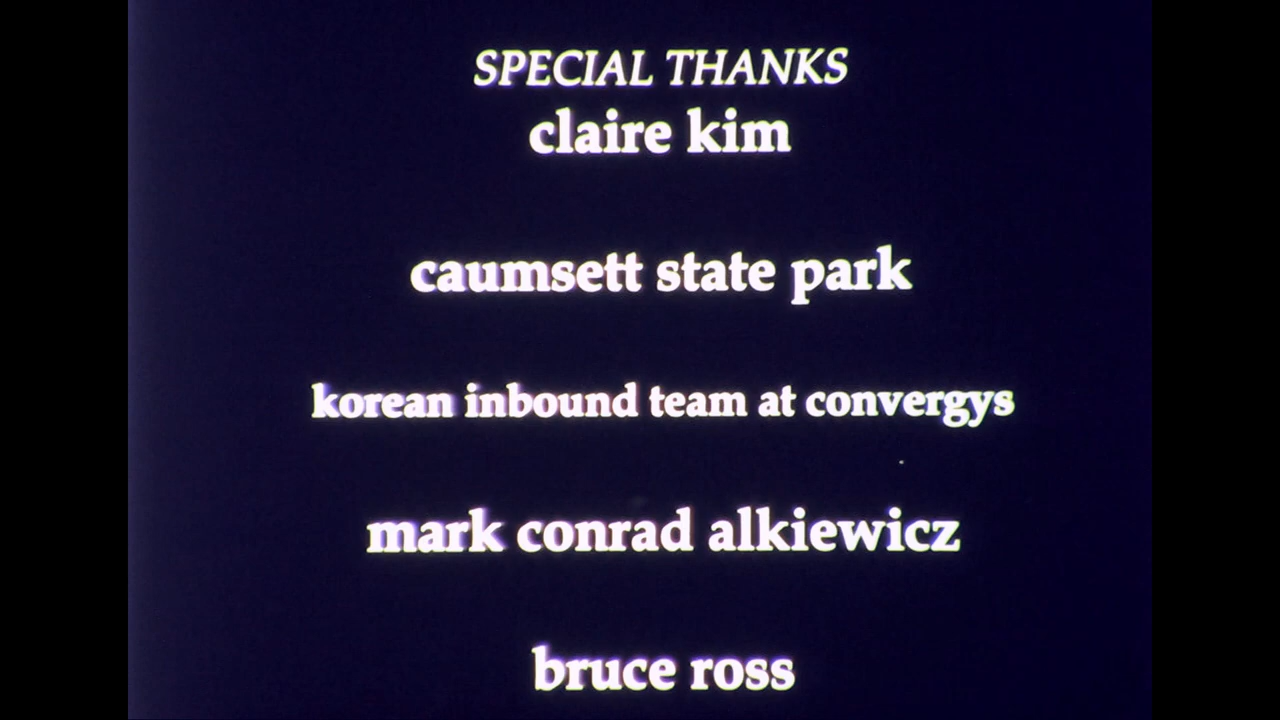 SPECIAL THANKS
claire kim
caumsett state park
korean inbound team at convergys
mark conrad alkiewicz
bruce ross